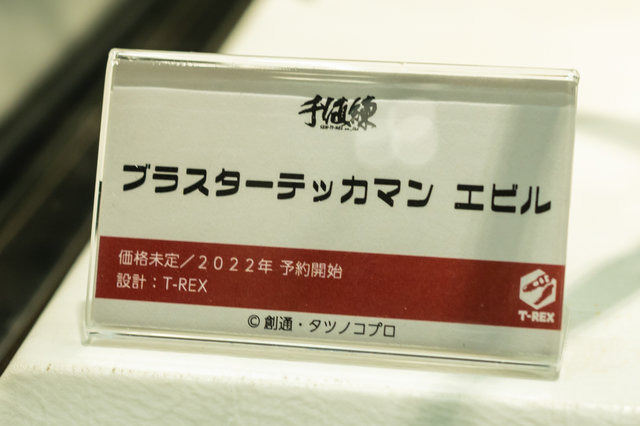 千値練
ブラスターテッカマン エビル
価格未定／２０２２年 予約開始
設計：T-REX
T-REX
© 創通・タツノコプロ